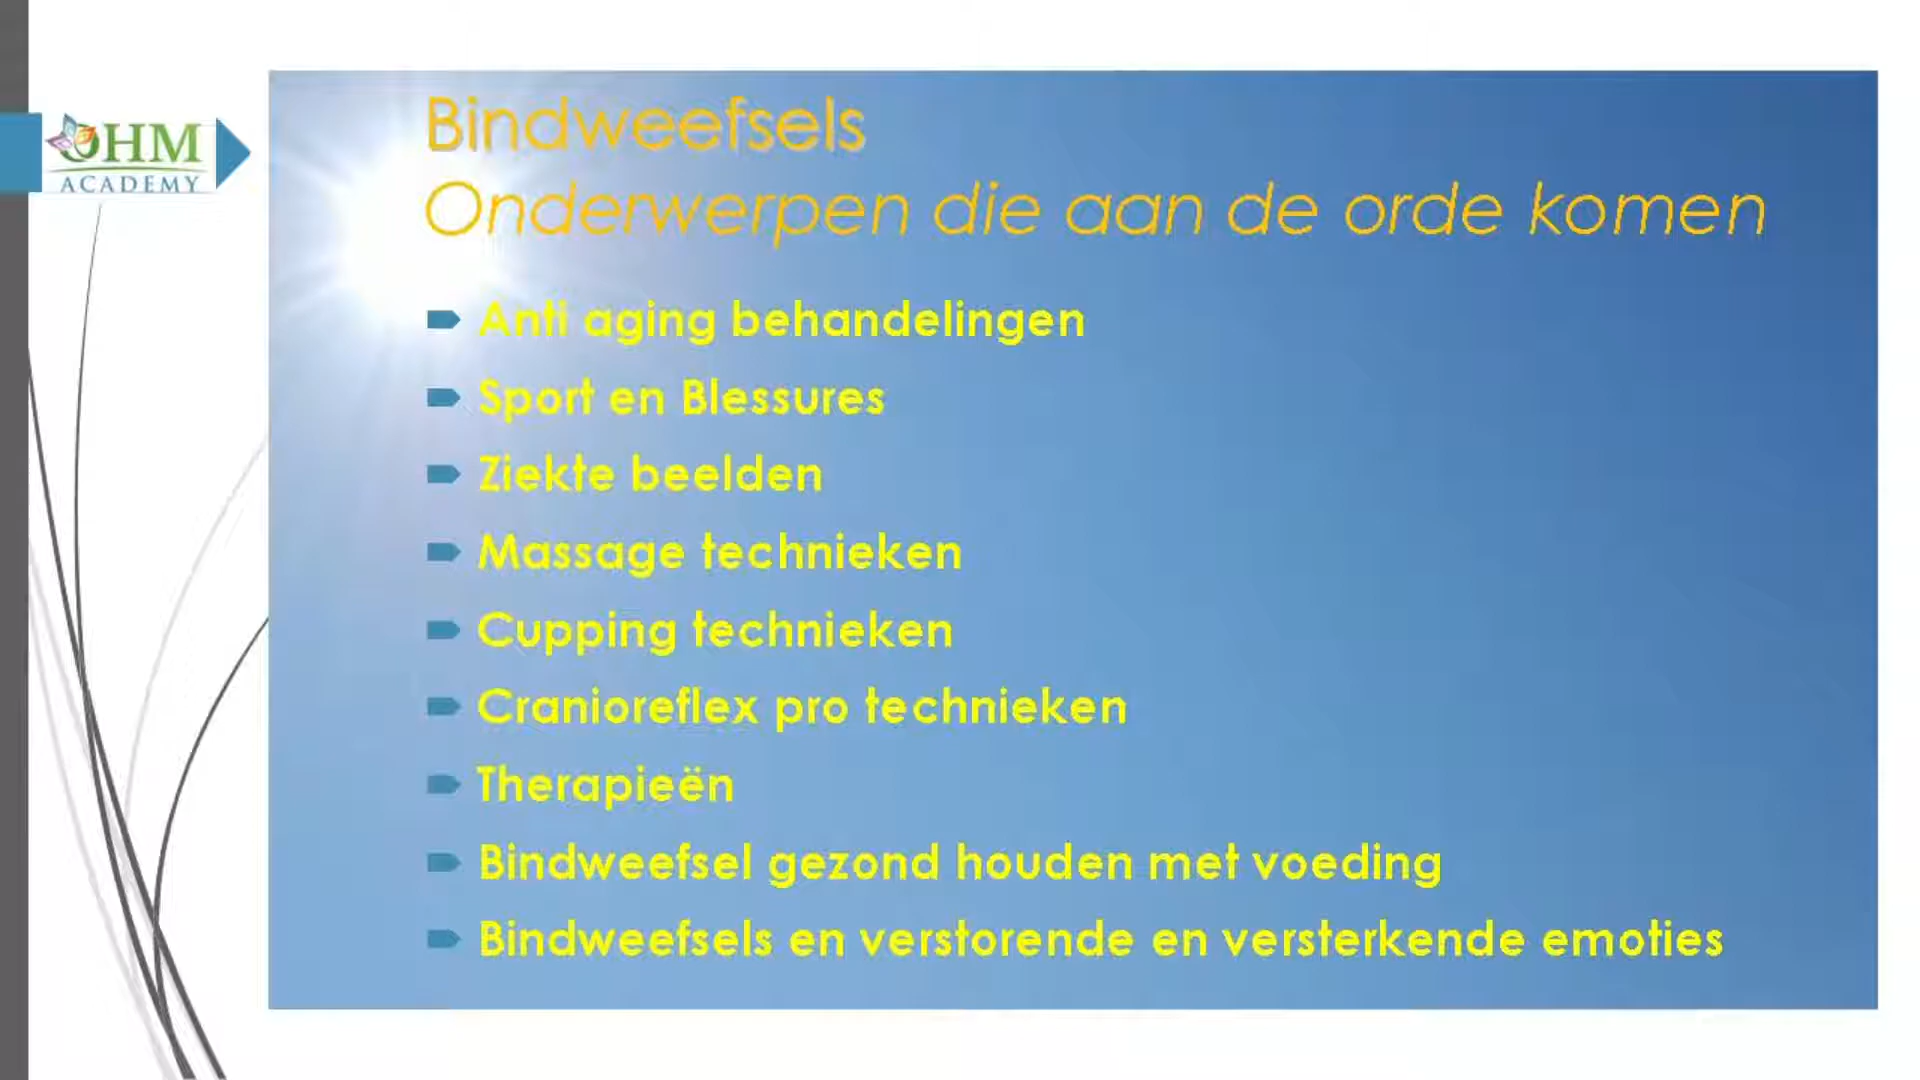 OHM
ACADEMY
Bindweefsels
Onderwerpen die aan de orde komen
Anti aging behandelingen
Sport en Blessures
Ziekte beelden
Massage technieken
Cupping technieken
Cranioreflex pro technieken
Therapieën
Bindweefsel gezond houden met voeding
Bindweefsels en verstorende en versterkende emoties